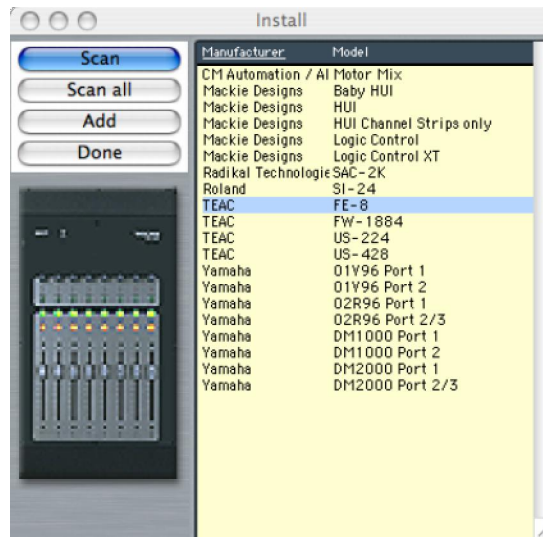 Install
Scan
Scan all
Add
Done
Manufacturer Model
CM Automation / Al Motor Mix
Mackie Designs Baby HUI
Mackie Designs HUI
Mackie Designs HUI Channel Strips only
Mackie Designs Logic Control
Mackie Designs Logic Control XT
Radikal Technologie SAC-2K
Roland SI-24
TEAC FE-8
TEAC FW-1884
TEAC US-224
TEAC US-428
Yamaha 01V96 Port 1
Yamaha 01V96 Port 2
Yamaha 02R96 Port 1
Yamaha 02R96 Port 2/3
Yamaha DM1000 Port 1
Yamaha DM1000 Port 2
Yamaha DM2000 Port 1
Yamaha DM2000 Port 2/3